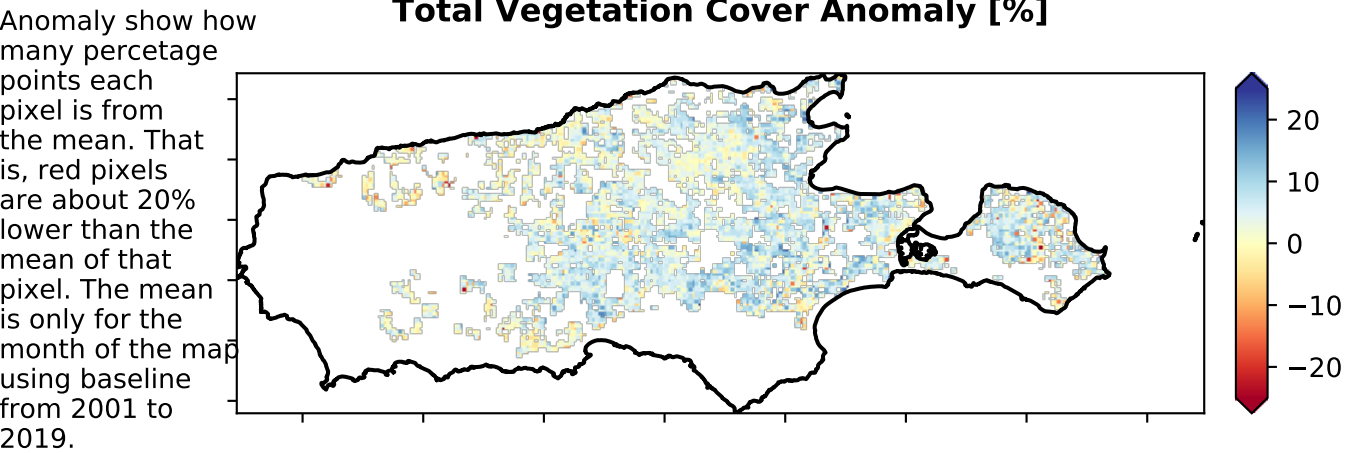 Total Vegetation Cover Anomaly [%]
Anomaly show how
many percetage
points each
pixel is from
the mean. That
is, red pixels
are about 20%
lower than the
mean of that
pixel. The mean
is only for the
month of the map
using baseline
from 2001 to
2019.
20
10
0
−10
−20